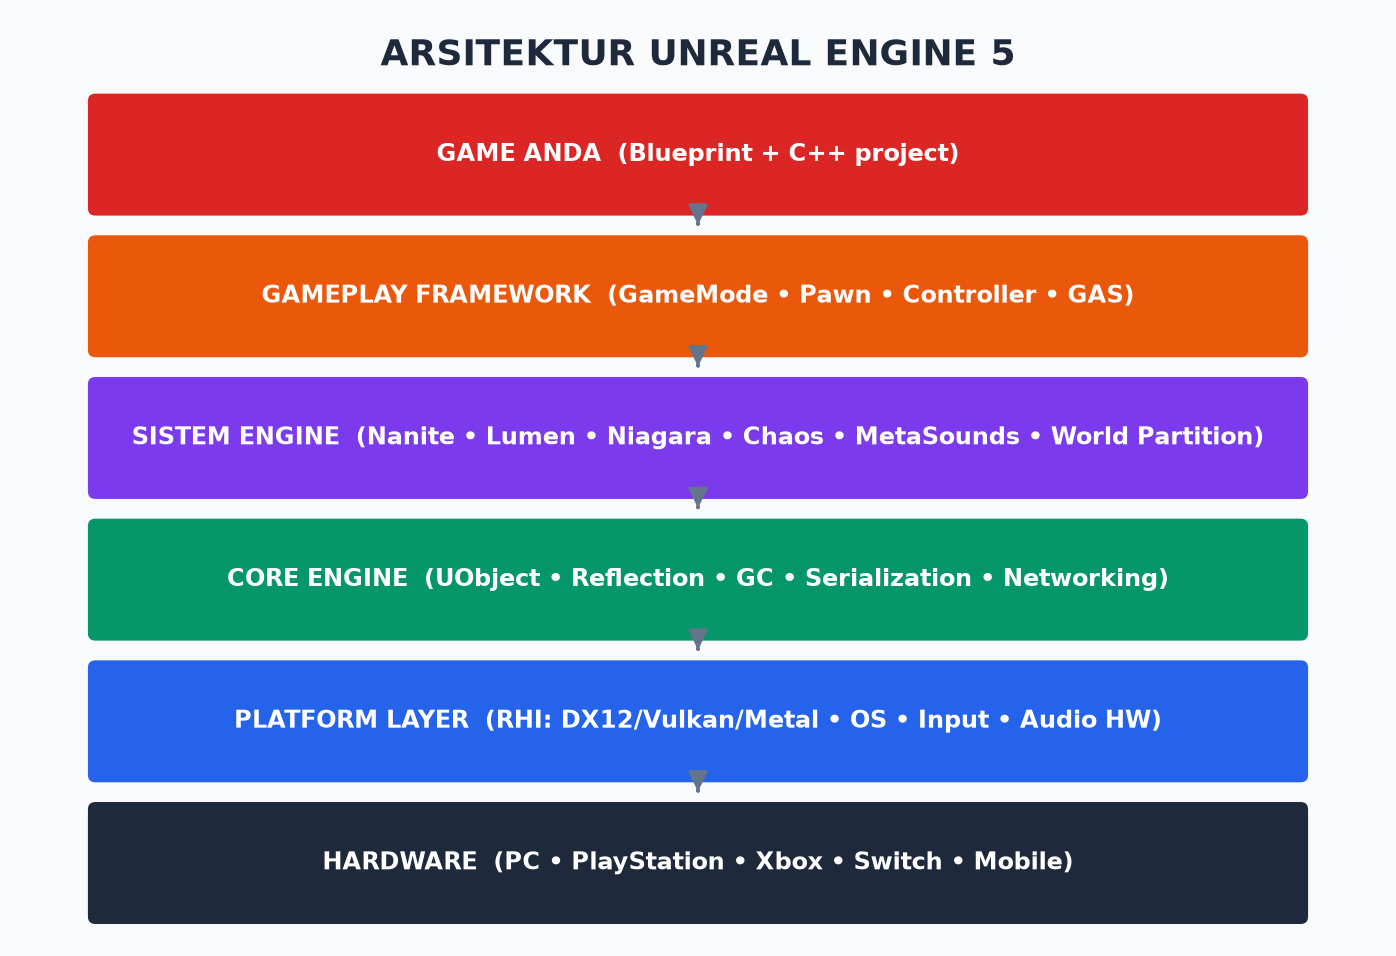 ARSITEKTUR UNREAL ENGINE 5
GAME ANDA (Blueprint + C++ project)
GAMEPLAY FRAMEWORK (GameMode • Pawn • Controller • GAS)
SISTEM ENGINE (Nanite • Lumen • Niagara • Chaos • MetaSounds • World Partition)
CORE ENGINE (UObject • Reflection • GC • Serialization • Networking)
PLATFORM LAYER (RHI: DX12/Vulkan/Metal • OS • Input • Audio HW)
HARDWARE (PC • PlayStation • Xbox • Switch • Mobile)